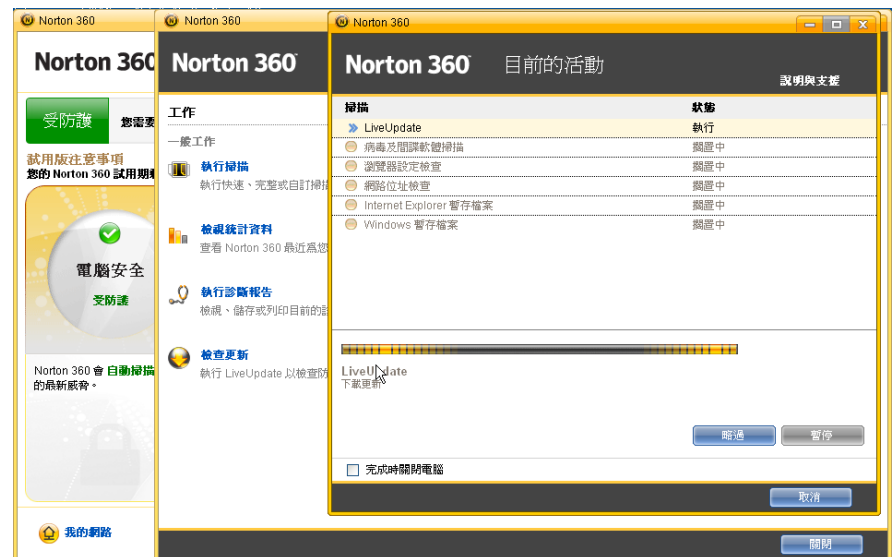 Norton 360
Norton 360
受防護
您需要
試用版注意事項
您的 Norton 360 試用期
電腦安全
受防護
Norton 360 會 自動掃描
的最新威脅。
我的網路
Norton 360
Norton 360
工作
一般工作
執行掃描
執行快速、完整或自訂掃描
檢視統計資料
查看 Norton 360 最近為您
執行診斷報告
檢視、儲存或列印目前的
檢查更新
執行 LiveUpdate 以檢查防
關閉
Norton 360
Norton 360 目前的活動
說明與支援
掃描 狀態
LiveUpdate 執行
病毒及間諜軟體掃描 擱置中
瀏覽器設定檢查 擱置中
網路位址檢查 擱置中
Internet Explorer 暫存檔案 擱置中
Windows 暫存檔案 擱置中
LiveUpdate
下載更新
略過 暫停
完成時關閉電腦
取消